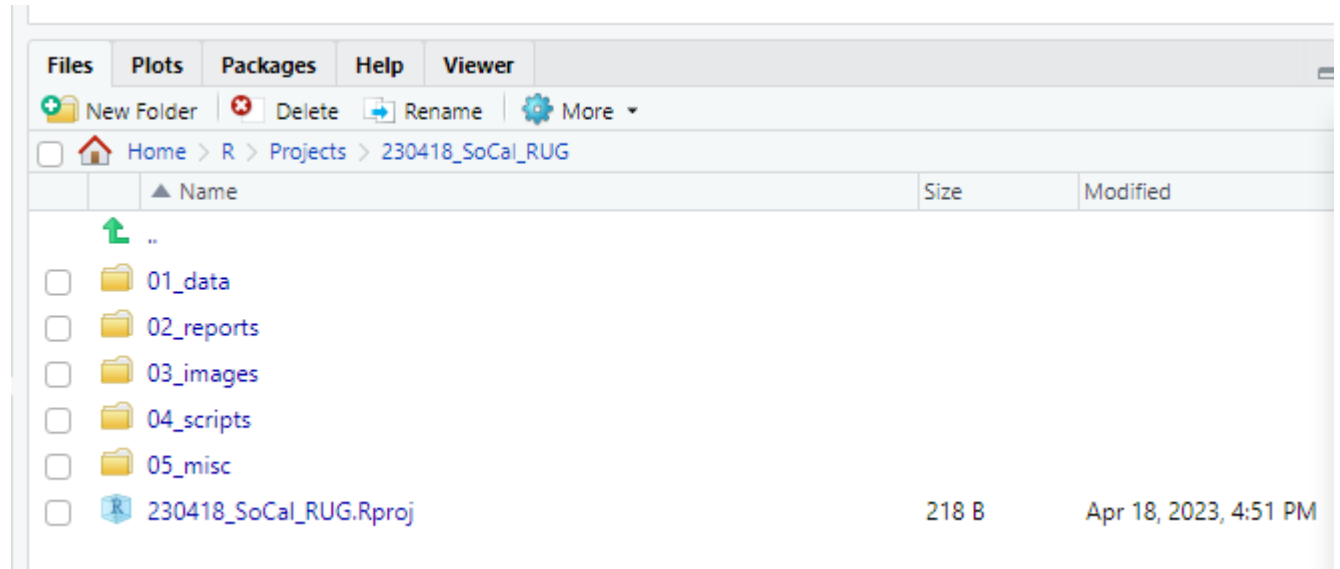 Files Plots Packages Help Viewer
New Folder Delete Rename More
Home > R > Projects > 230418_SoCal_RUG
Name Size Modified
..
01_data
02_reports
03_images
04_scripts
05_misc
230418_SoCal_RUG.Rproj 218 B Apr 18, 2023, 4:51 PM